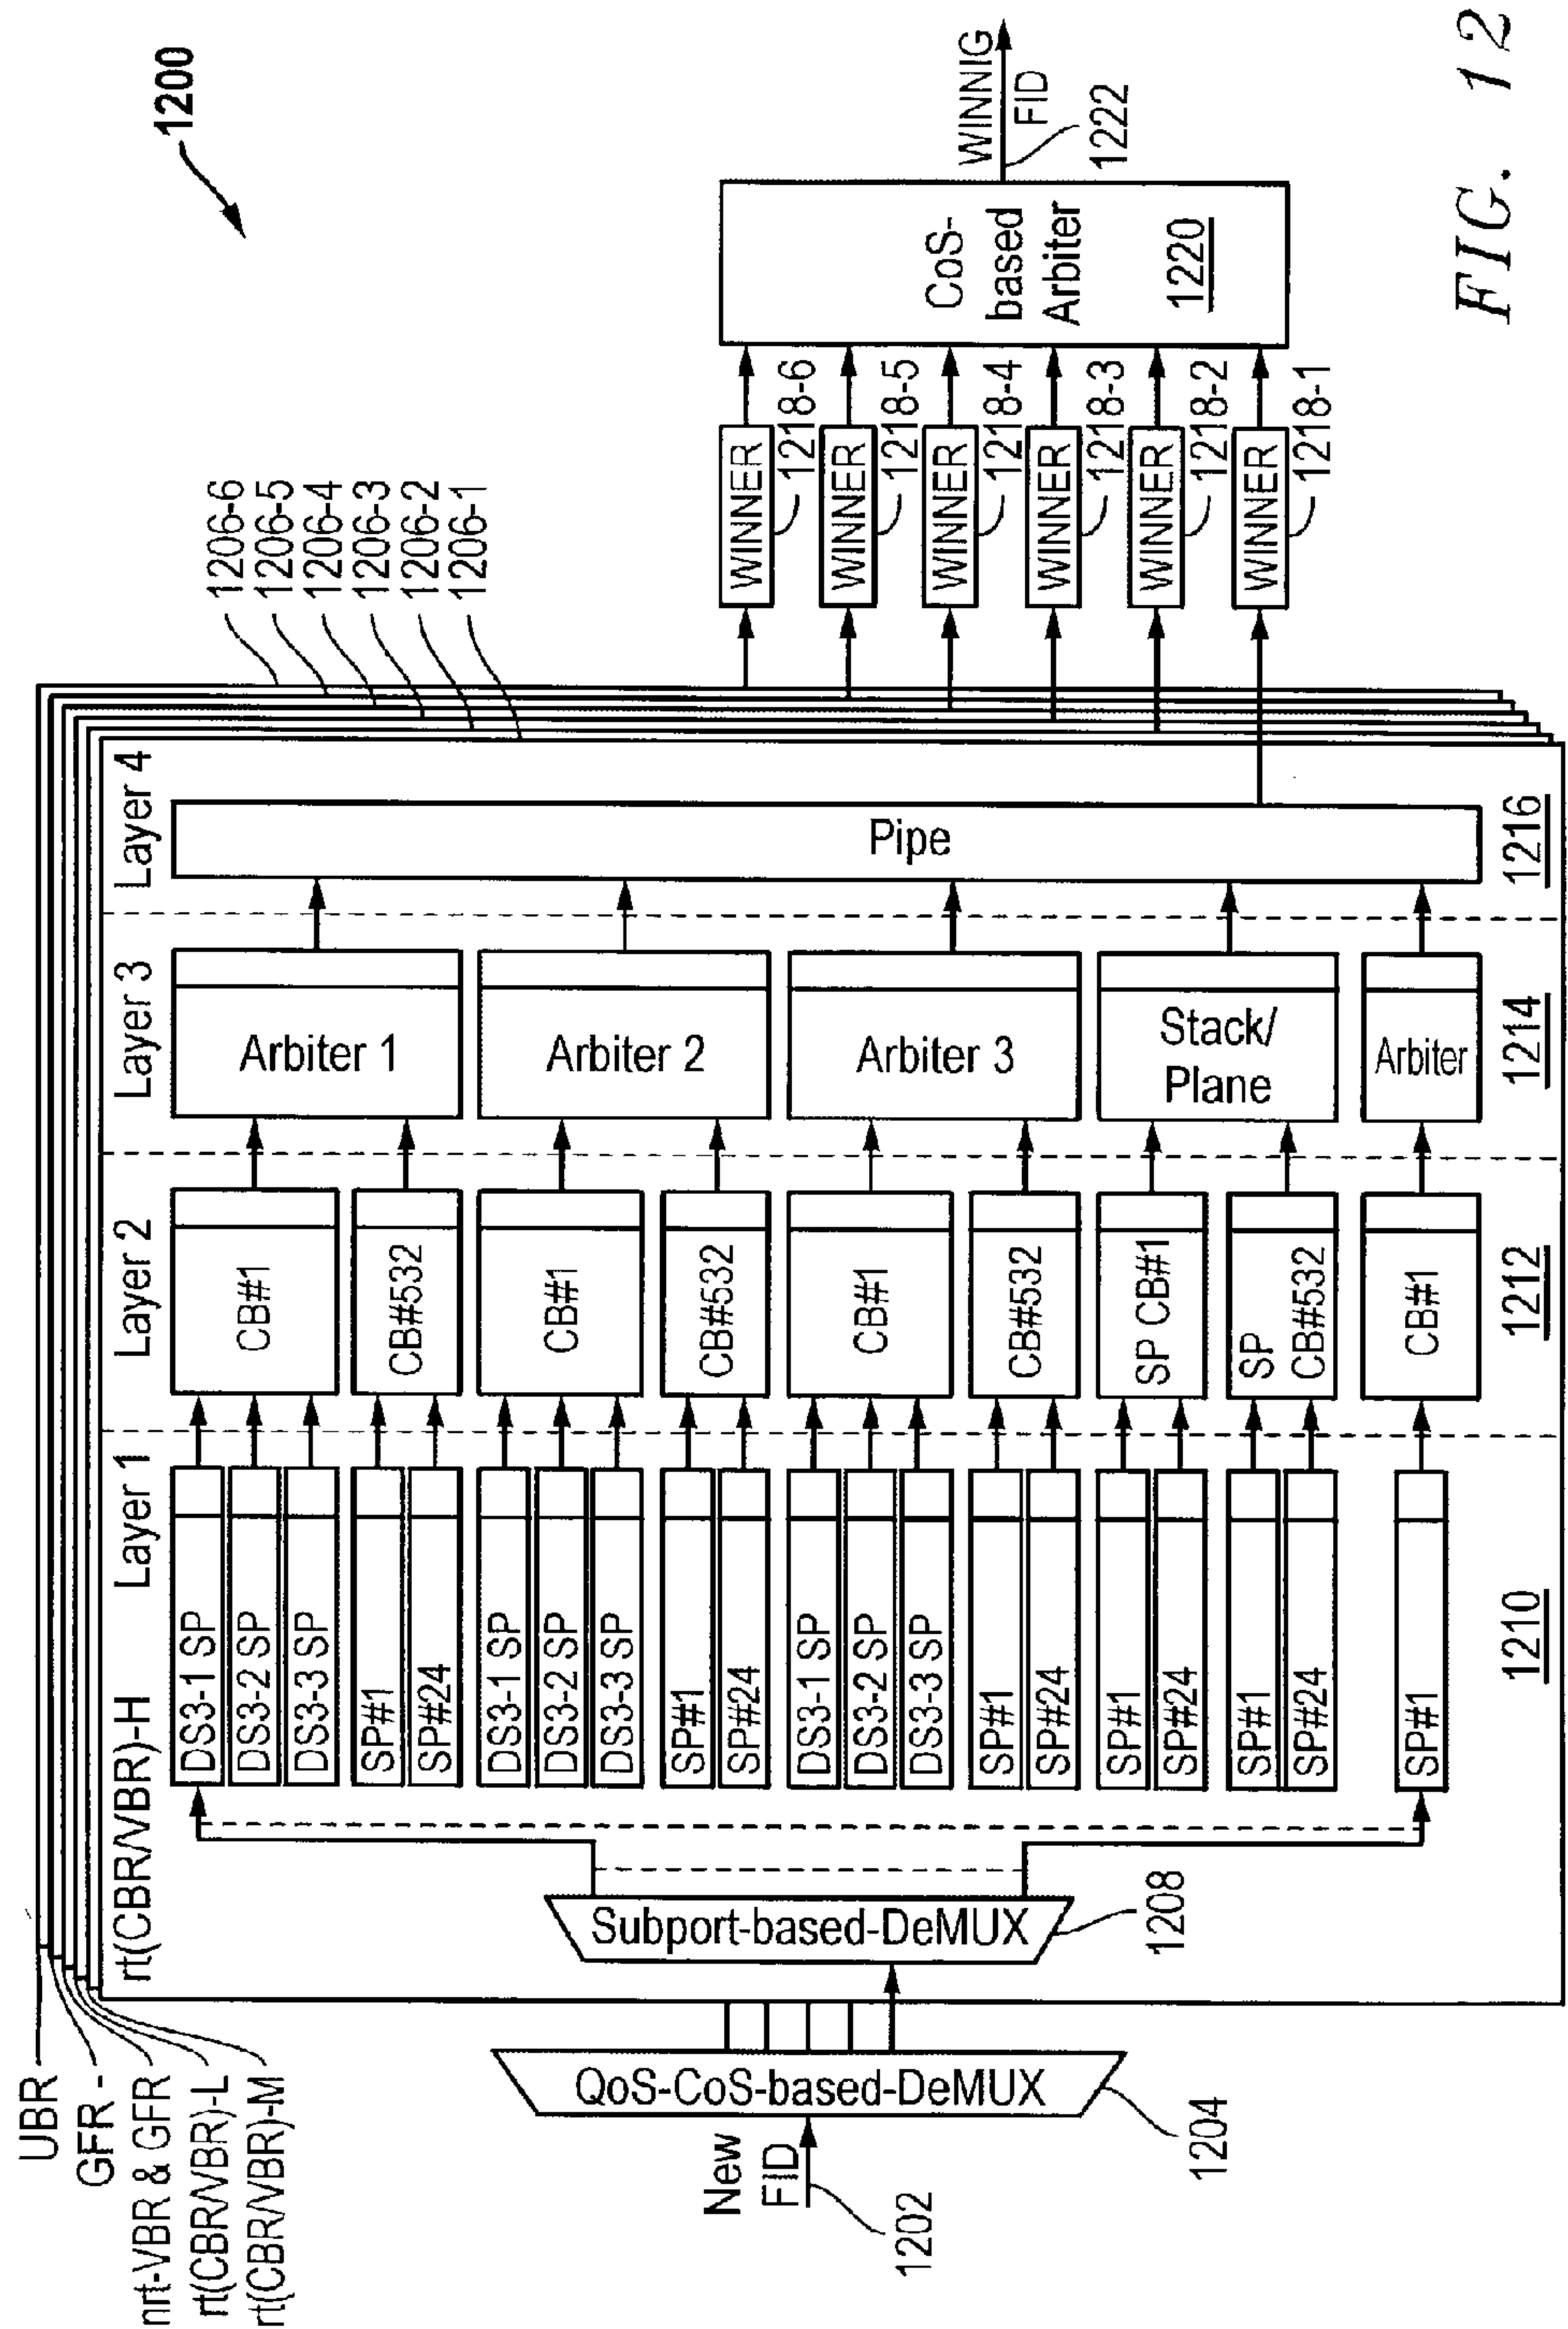 1200
UBR
GFR -
nrt-VBR & GFR
rt(CBR/VBR)-L
rt(CBR/VBR)-M
rt(CBR/VBR)-H
Layer 1
Layer 2
Layer 3
Layer 4
1206-6
1206-5
1206-4
1206-3
1206-2
1206-1
New
FID
1202
QoS-CoS-based-DeMUX
1204
Subport-based-DeMUX
1208
DS3-1 SP
DS3-2 SP
DS3-3 SP
SP#1
SP#24
DS3-1 SP
DS3-2 SP
DS3-3 SP
SP#1
SP#24
DS3-1 SP
DS3-2 SP
DS3-3 SP
SP#1
SP#24
SP#1
SP#24
SP#1
SP#24
SP#1
1210
CB#1
CB#532
CB#1
CB#532
CB#1
CB#532
SP CB#1
SP
CB#532
CB#1
1212
Arbiter 1
Arbiter 2
Arbiter 3
Stack/
Plane
Arbiter
1214
Pipe
1216
WINNER
1218-6
WINNER
1218-5
WINNER
1218-4
WINNER
1218-3
WINNER
1218-2
WINNER
1218-1
CoS-
based
Arbiter
1220
WINNIG
FID
1222
FIG. 12